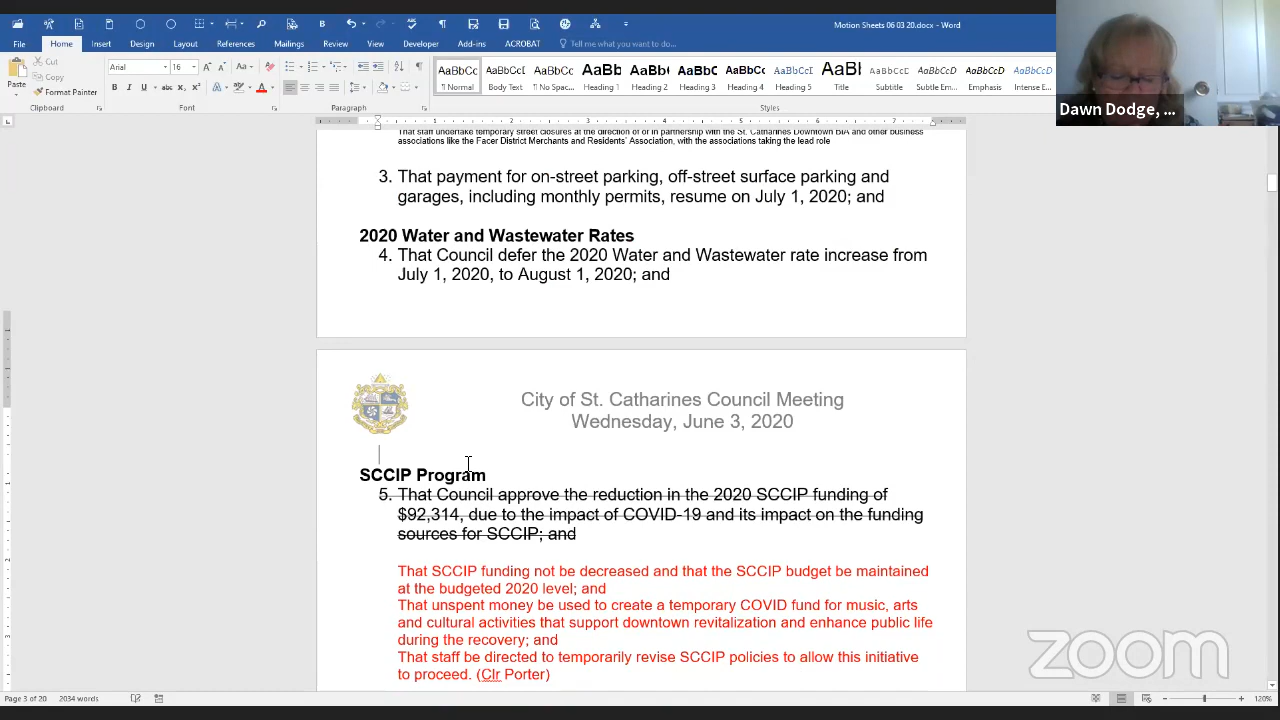 Motion Sheets 06 03 20.docx - Word
File Home Insert Design Layout References Mailings Review View Developer Add-ins ACROBAT Tell me what you want to do...
Cut
Copy
Paste
Format Painter
Clipboard
Arial 16
Font
Paragraph
AaBbCc AaBbCcI AaBbCc AaBb AaBbC AaBbC AaBbCc AaBbCcI AaBl AaBbCc AaBbCcI AaBbCcI AaBbCcI
¶ Normal Body Text ¶ No Spac... Heading 1 Heading 2 Heading 3 Heading 4 Heading 5 Title Subtitle Subtle Em... Emphasis Intense E...
Styles
Dawn Dodge, ...
That staff undertake temporary street closures at the direction of or in partnership with the St. Catharines Downtown BIA and other business
associations like the Facer District Merchants and Residents' Association, with the associations taking the lead role
3. That payment for on-street parking, off-street surface parking and
garages, including monthly permits, resume on July 1, 2020; and
2020 Water and Wastewater Rates
4. That Council defer the 2020 Water and Wastewater rate increase from
July 1, 2020, to August 1, 2020; and
City of St. Catharines Council Meeting
Wednesday, June 3, 2020
SCCIP Program
5. That Council approve the reduction in the 2020 SCCIP funding of
$92,314, due to the impact of COVID-19 and its impact on the funding
sources for SCCIP; and
That SCCIP funding not be decreased and that the SCCIP budget be maintained
at the budgeted 2020 level; and
That unspent money be used to create a temporary COVID fund for music, arts
and cultural activities that support downtown revitalization and enhance public life
during the recovery; and
That staff be directed to temporarily revise SCCIP policies to allow this initiative
to proceed. (Clr Porter)
zoom
Page 3 of 20 2034 words
120%